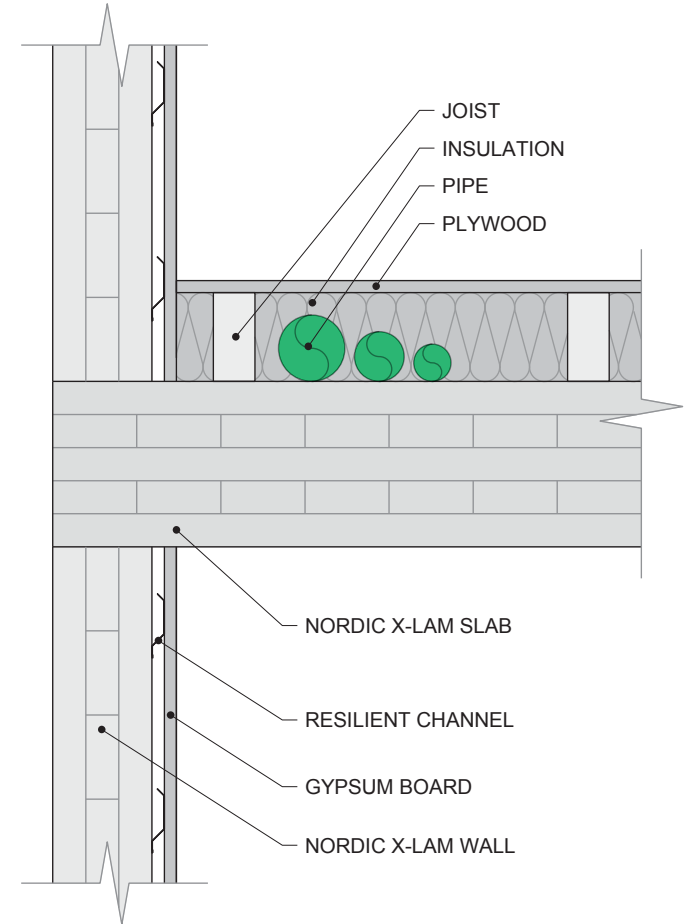 JOIST
INSULATION
PIPE
PLYWOOD
NORDIC X-LAM SLAB
RESILIENT CHANNEL
GYPSUM BOARD
NORDIC X-LAM WALL